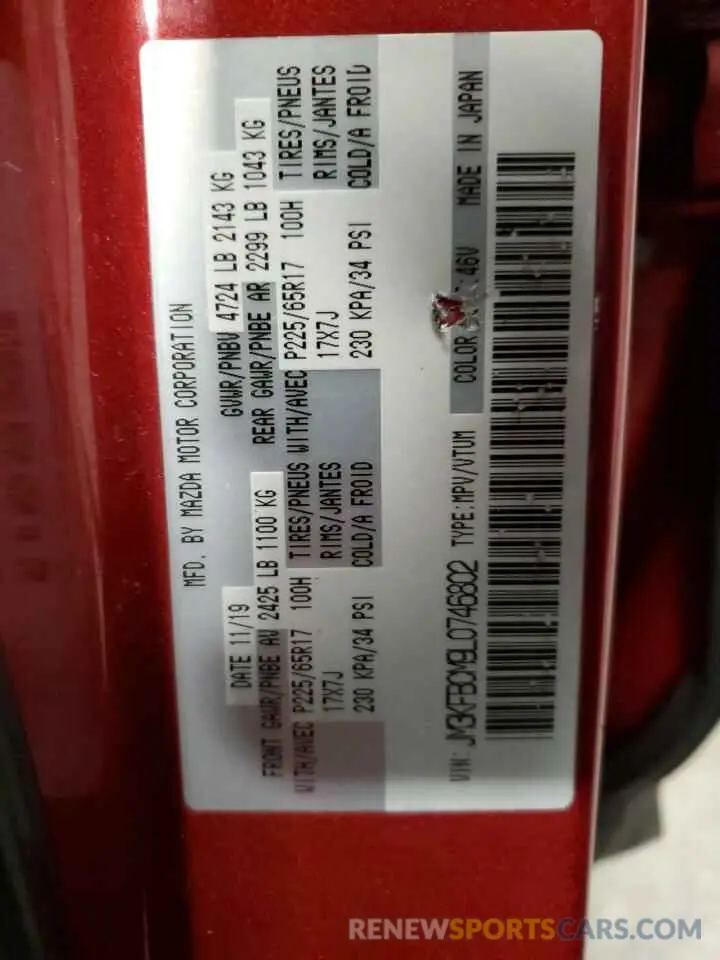 MFD. BY MAZDA MOTOR CORPORATION
DATE 11/19 GVWR/PNBV 4724 LB 2143 KG
FRONT GAWR/PNBE AV 2425 LB 1100 KG REAR GAWR/PNBE AR 2299 LB 1043 KG
WITH/AVEC P225/65R17 100H TIRES/PNEUS WITH/AVEC P225/65R17 100H TIRES/PNEUS
17X7J RIMS/JANTES 17X7J RIMS/JANTES
230 KPA/34 PSI COLD/A FROID 230 KPA/34 PSI COLD/A FROID
VIN: JM3KFBCM9L0746802 TYPE:MPV/VTUM COLOR 46V MADE IN JAPAN
RENEWSPORTSCARS.COM